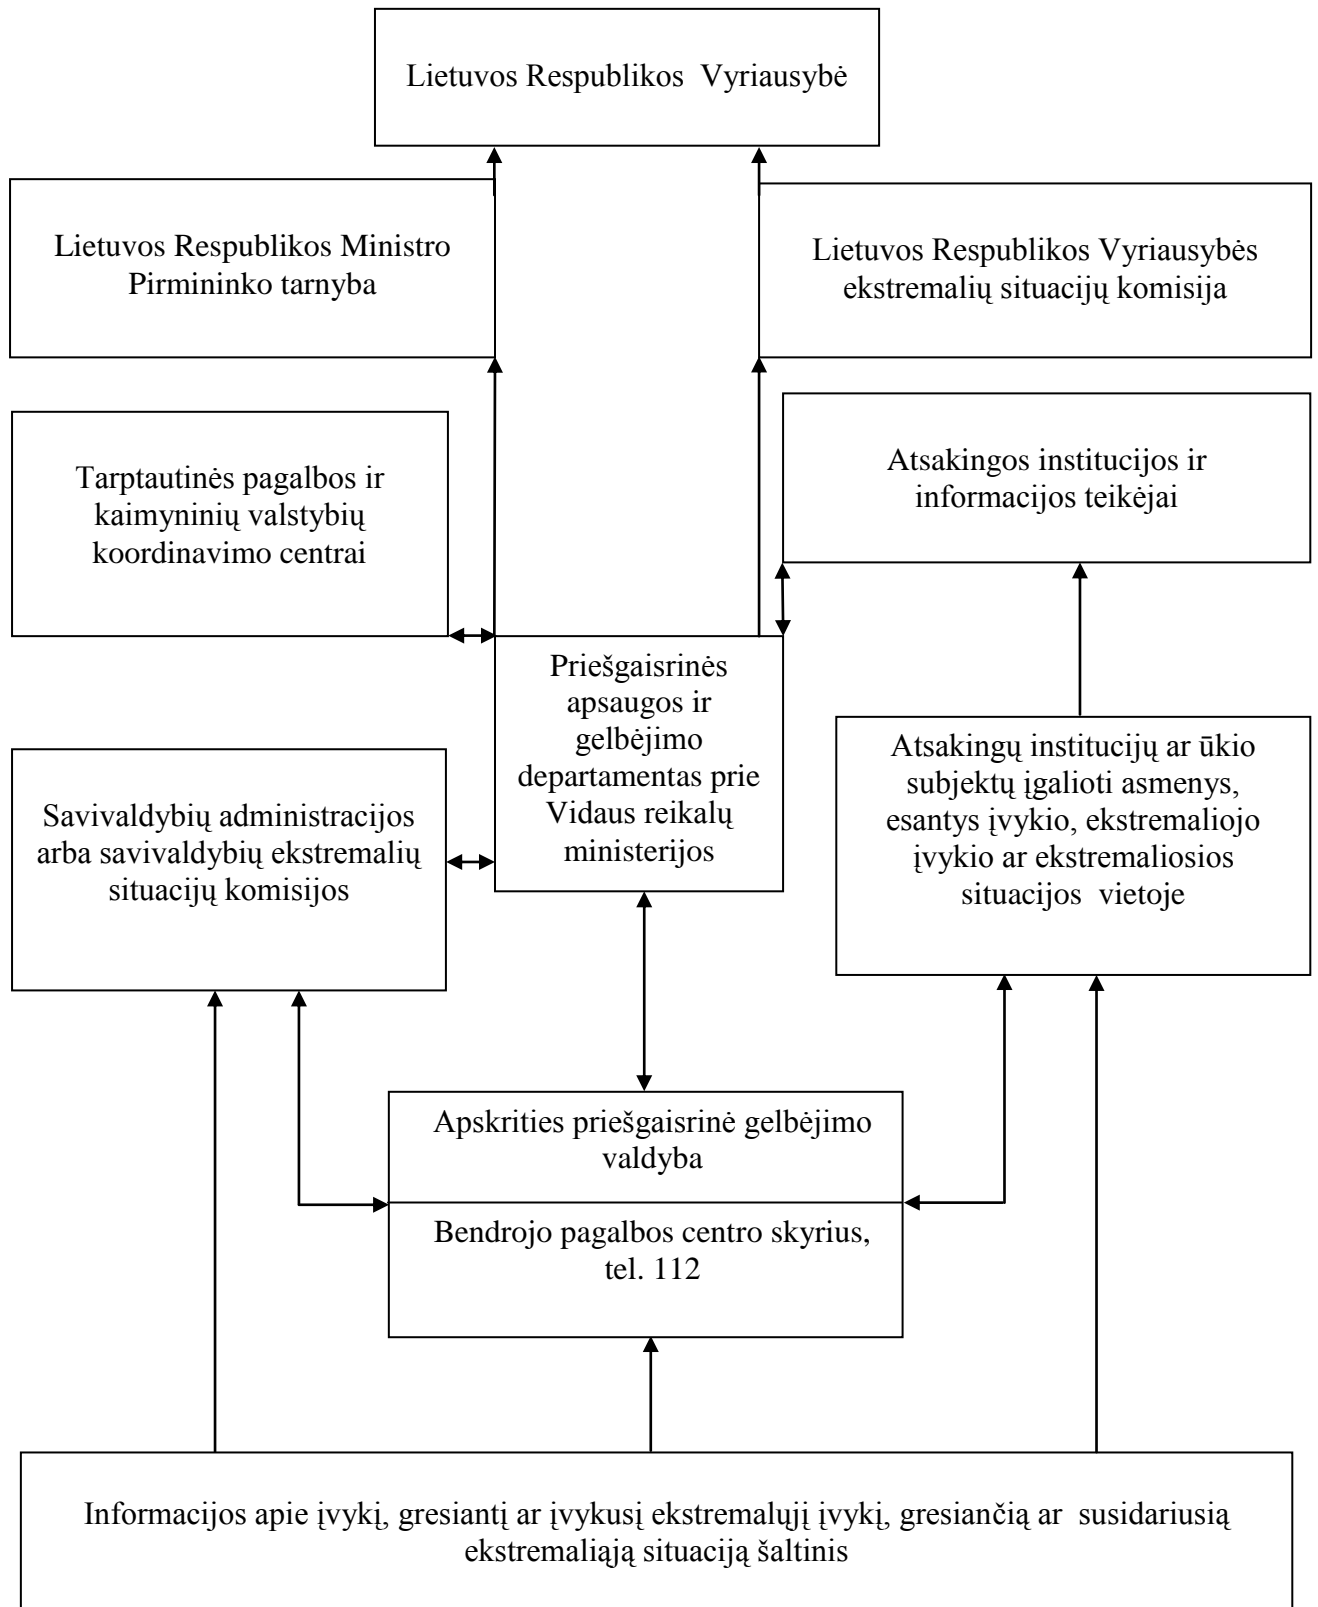 Lietuvos Respublikos  Vyriausybė
Lietuvos Respublikos Ministro
Pirmininko tarnyba
Lietuvos Respublikos Vyriausybės
ekstremalių situacijų komisija
Tarptautinės pagalbos ir
kaimyninių valstybių
koordinavimo centrai
Atsakingos institucijos ir
informacijos teikėjai
Priešgaisrinės
apsaugos ir
gelbėjimo
departamentas prie
Vidaus reikalų
ministerijos
Savivaldybių administracijos
arba savivaldybių ekstremalių
situacijų komisijos
Atsakingų institucijų ar ūkio
subjektų įgalioti asmenys,
esantys įvykio, ekstremaliojo
įvykio ar ekstremaliosios
situacijos  vietoje
Apskrities priešgaisrinė gelbėjimo
valdyba
Bendrojo pagalbos centro skyrius,
tel. 112
Informacijos apie įvykį, gresiantį ar įvykusį ekstremalųjį įvykį, gresiančią ar  susidariusią
ekstremaliąją situaciją šaltinis